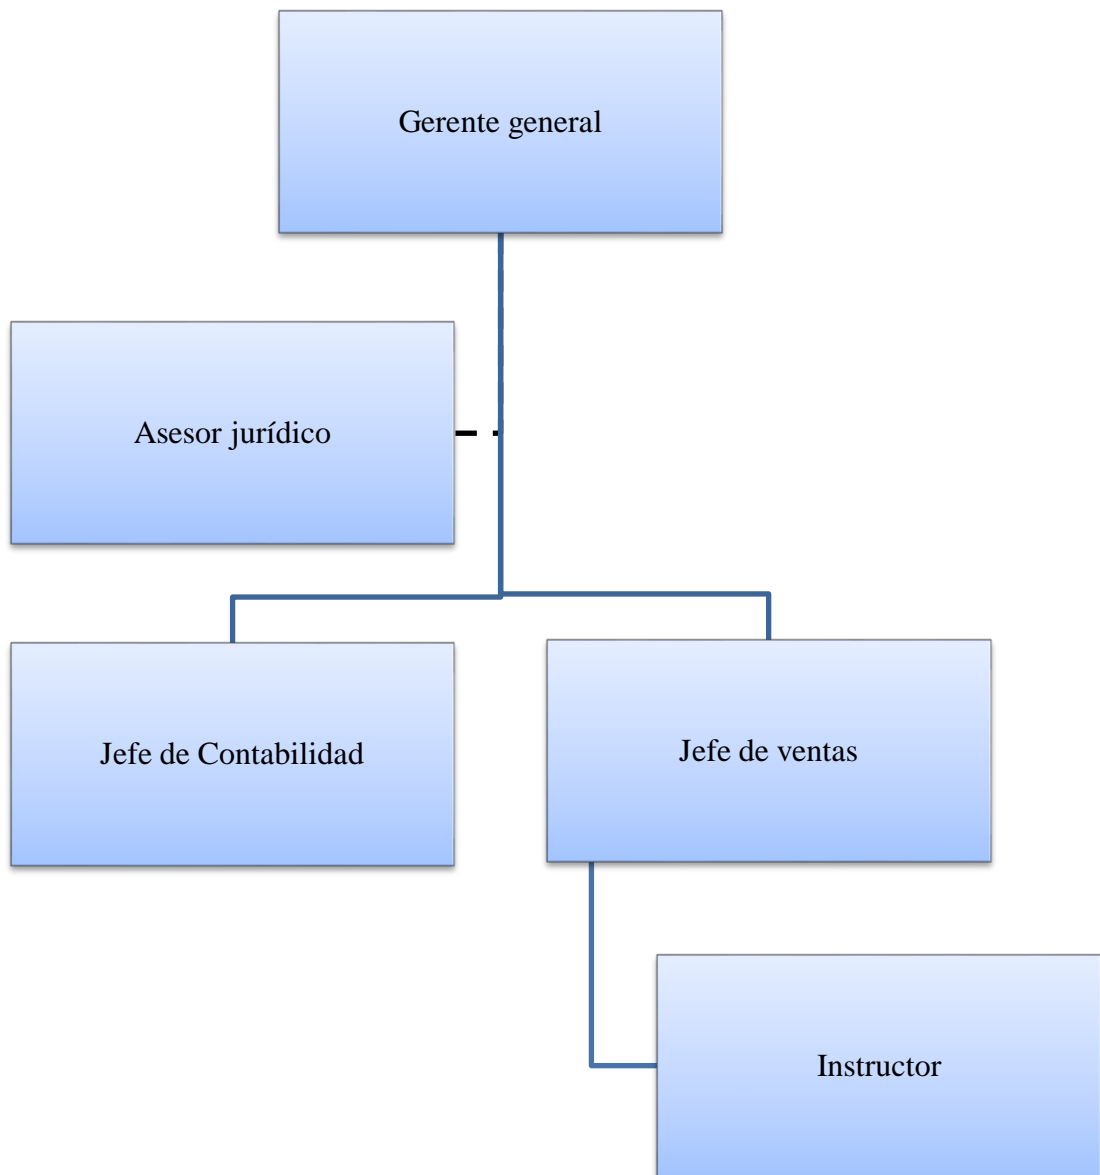 Gerente general
Asesor jurídico
Jefe de Contabilidad
Jefe de ventas
Instructor